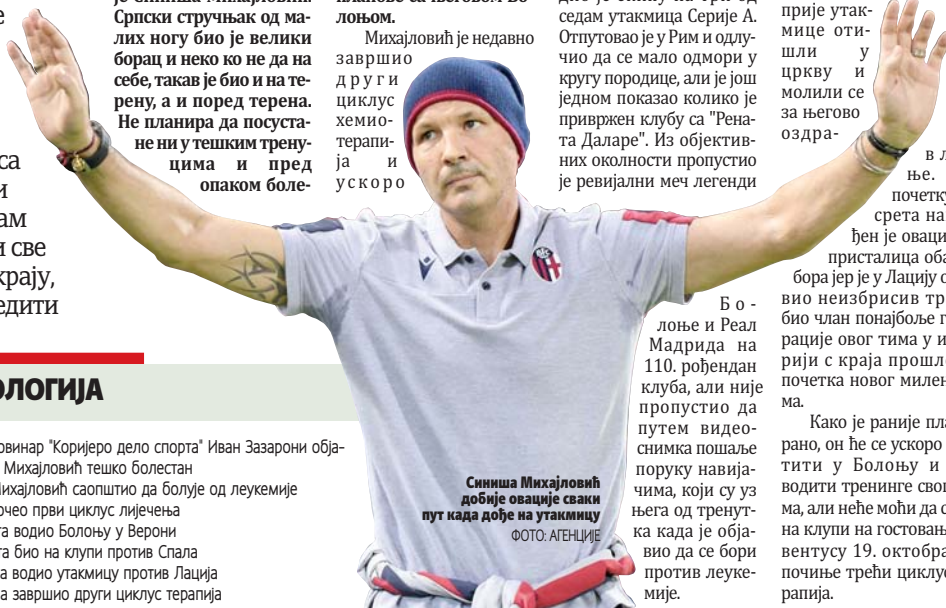 је Синиша Михајловић.
Српски стручњак од ма-
лих ногу био је велики
борац и неко ко не да на
себе, такав је био и на те-
рену, а и поред терена.
Не планира да посуста-
не ни у тешким трену-
цима и пред
опаком боле-
лоњом.
Михајловић је недавно
завршио
други
циклус
хемио-
терапи-
ја и
ускоро
седам утакмица Серије А.
Отпутовао је у Рим и одлу-
чио да се мало одмори у
кругу породице, али је још
једном показао колико је
привржен клубу са "Рена-
та Даларе". Из објектив-
них околности пропустио
је ревијални меч легенди
Бо-
лоње и Реал
Мадрида на
110. рођендан
клуба, али није
пропустио да
путем видео-
снимка пошаље
поруку навија-
чима, који су уз
њега од тренут-
ка када је обја-
вио да се бори
против леуке-
мије.
прије утак-
мице оти-
шли у
цркву и
молили се
за његово
оздра-
в
ње.
почетку
срета на
ђен је оваци
присталица оба
бора јер је у Лацију о
вио неизбрисив тр
био члан понајбоље г
рације овог тима у и
рији с краја прошл
почетка новог милен
ма.
Како је раније пла
рано, он ће се ускоро
тити у Болоњу и
водити тренинге свог
ма, али неће моћи да с
на клупи на гостовањ
вентусу 19. октобра
почиње трећи циклус
рапија.
са
и
ам
и све
крају,
едити
ОЛОГИЈА
овинар "Коријеро дело спорта" Иван Зазарони обја-
Михајловић тешко болестан
Михајловић саопштио да болује од леукемије
очео први циклус лијечења
та водио Болоњу у Верони
та био на клупи против Спала
а водио утакмицу против Лација
а завршио други циклус терапија
Синиша Михајловић
добије овације сваки
пут када дође на утакмицу
ФОТО: АГЕНЦИЈЕ